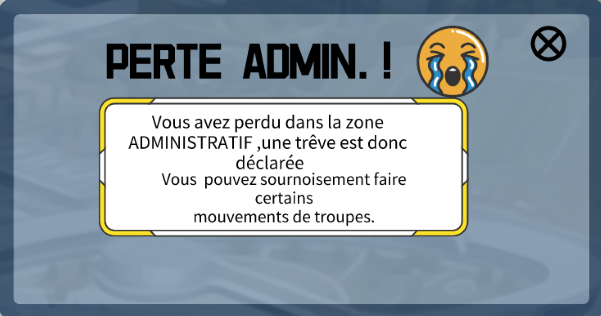 PERTE ADMIN. !
Vous avez perdu dans la zone
ADMINISTRATIF ,une trêve est donc
déclarée
Vous pouvez sournoisement faire
certains
mouvements de troupes.